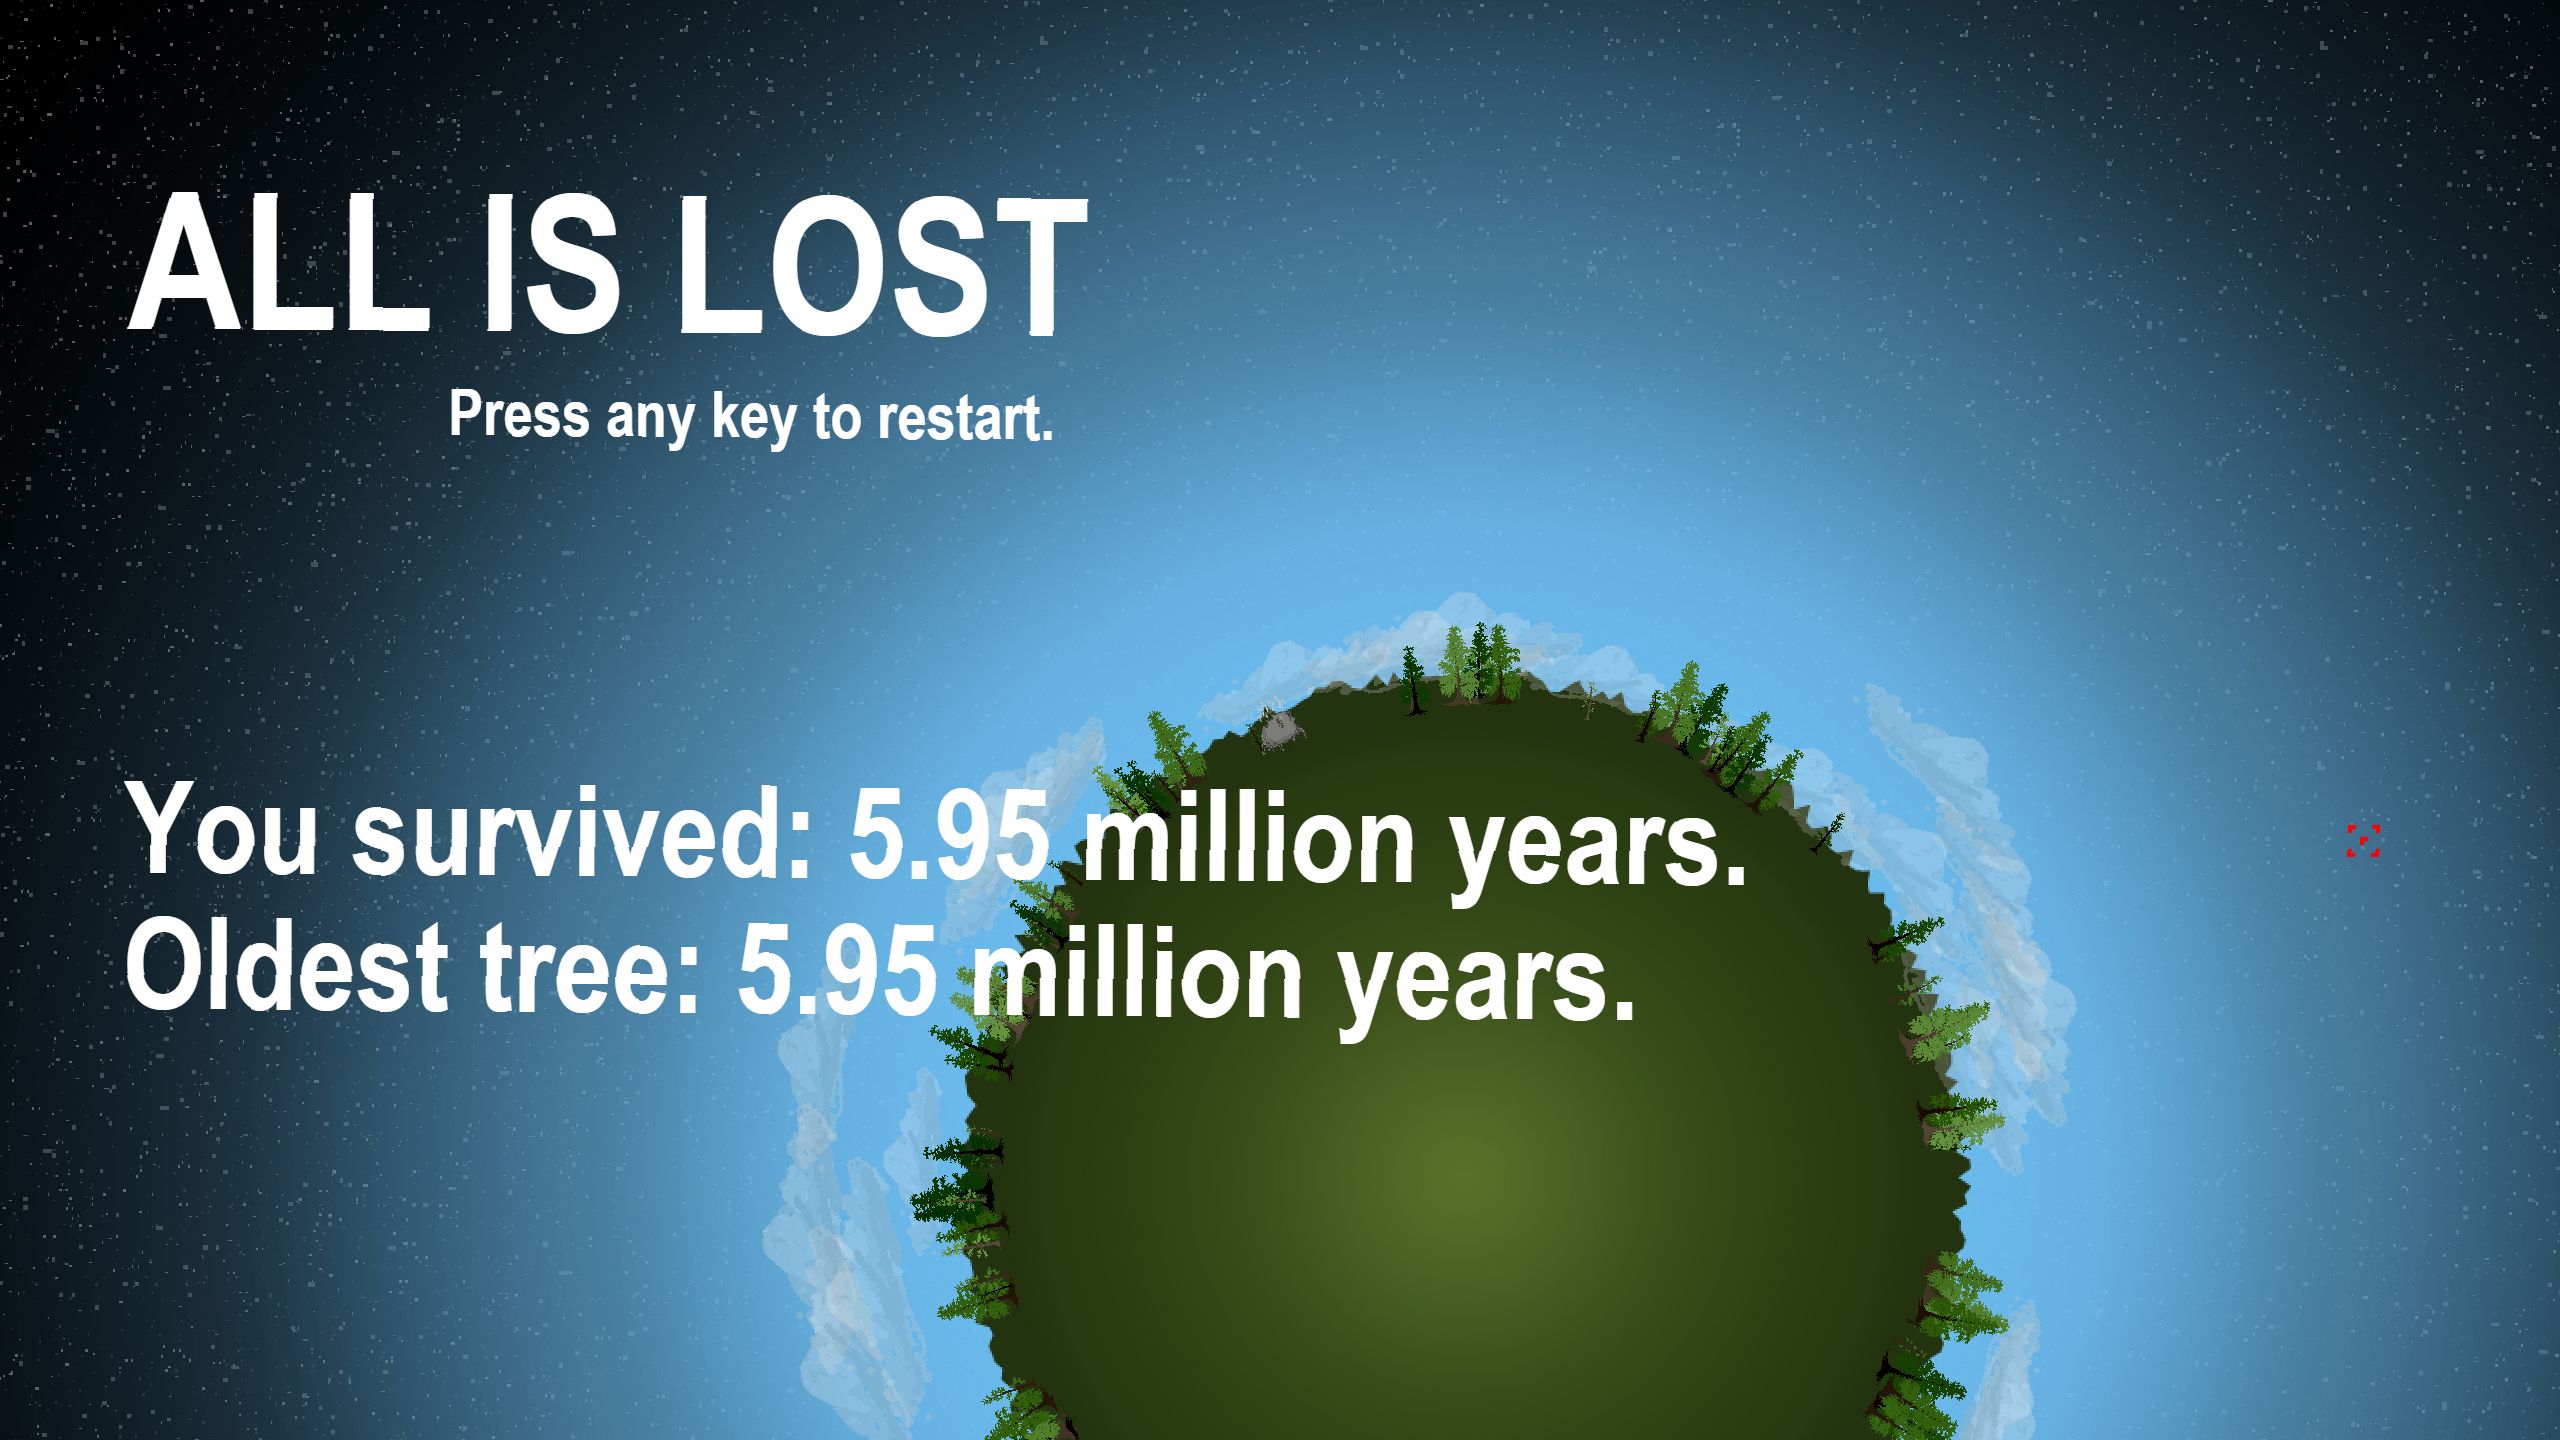 ALL IS LOST
Press any key to restart.
You survived: 5.95 million years.
Oldest tree: 5.95 million years.